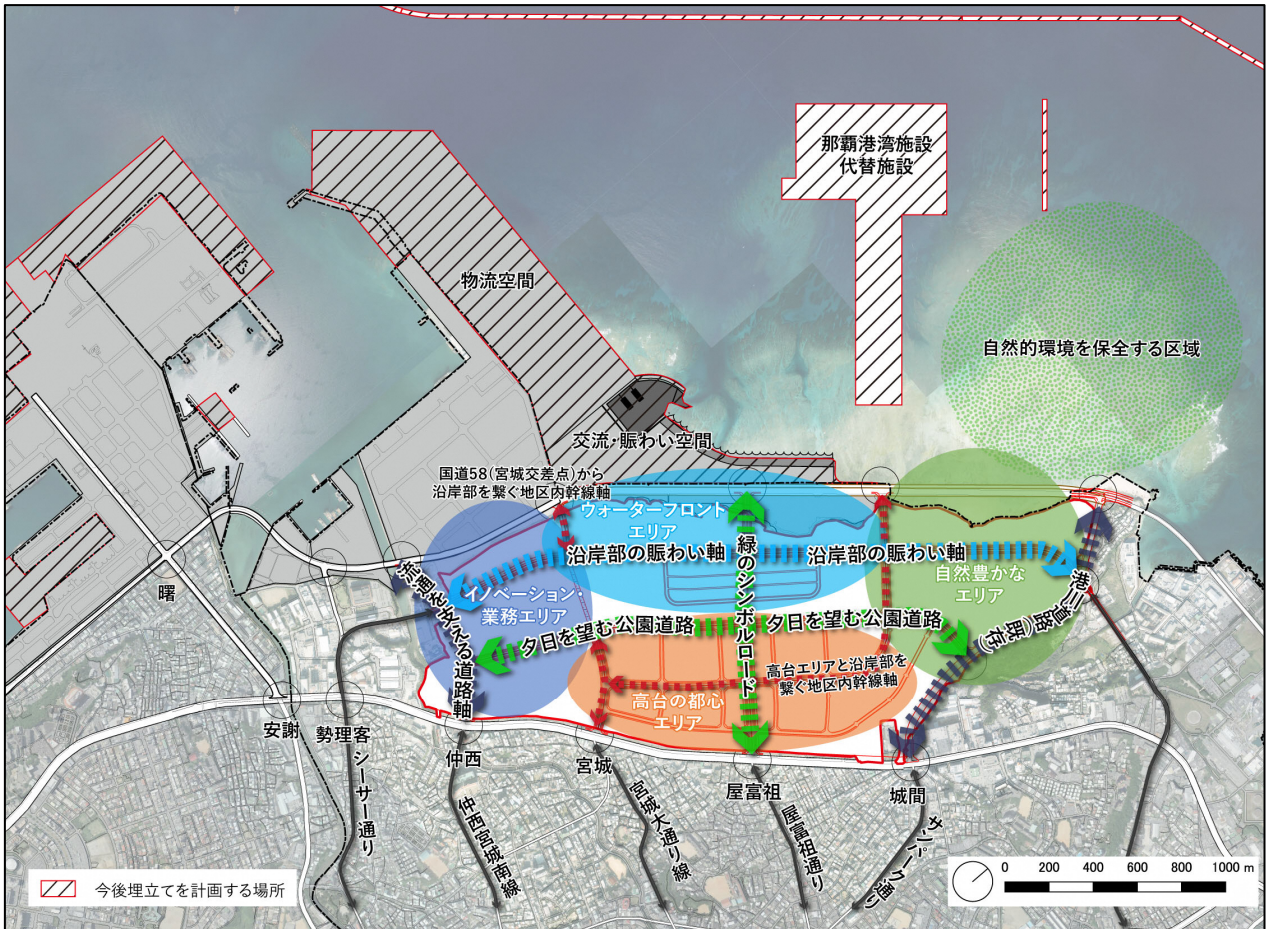 那覇港湾施設
代替施設
物流空間
自然的環境を保全する区域
交流・賑わい空間
国道58(宮城交差点)から
沿岸部を繋ぐ地区内幹線軸
ウォーターフロント
エリア
沿岸部の賑わい軸
沿岸部の賑わい軸
緑のシンボルロード
自然豊かな
エリア
港川道路(既存)
曙
流通を支える道路軸
イノベーション・
業務エリア
夕日を望む公園道路
夕日を望む公園道路
高台エリアと沿岸部を
繋ぐ地区内幹線軸
高台の都心
エリア
安謝
勢理客
シーサー通り
仲西
仲西宮城南線
宮城
宮城大通り線
屋富祖
屋富祖通り
城間
サンパーク通り
今後埋立てを計画する場所
0 200 400 600 800 1000 m